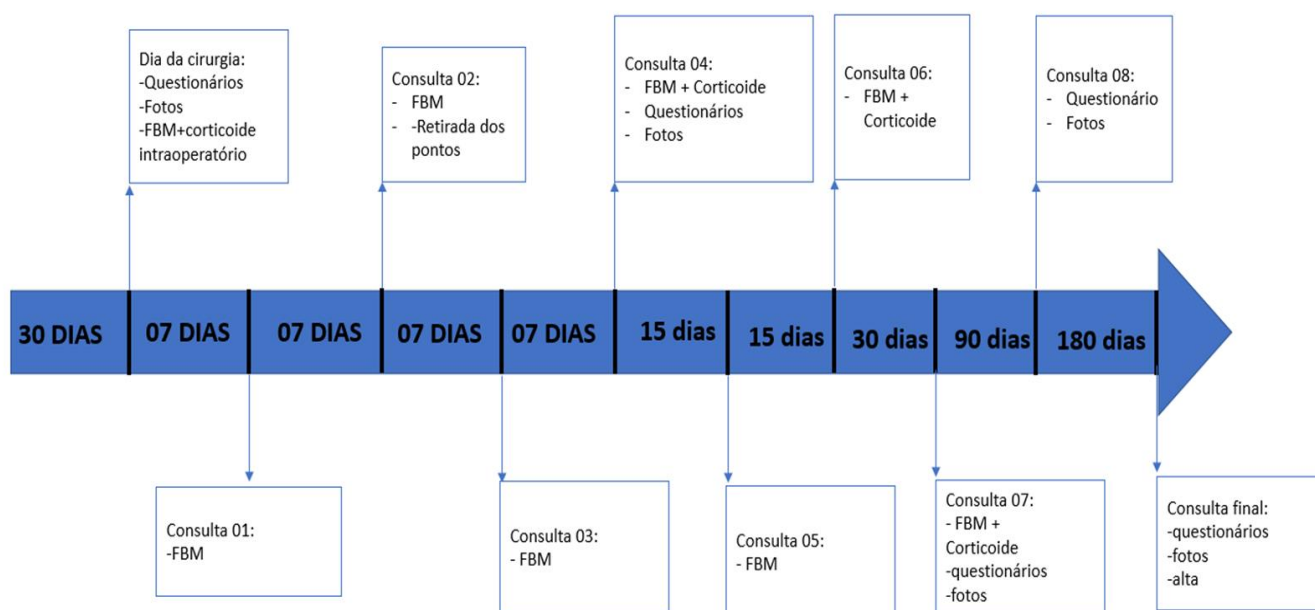 Dia da cirurgia:
-Questionários
-Fotos
-FBM+corticoide
intraoperatório
Consulta 02:
- FBM
- -Retirada dos
pontos
Consulta 04:
- FBM + Corticoide
- Questionários
- Fotos
Consulta 06:
- FBM +
Corticoide
Consulta 08:
- Questionário
- Fotos
30 DIAS
07 DIAS
07 DIAS
07 DIAS
07 DIAS
15 dias
15 dias
30 dias
90 dias
180 dias
Consulta 01:
-FBM
Consulta 03:
- FBM
Consulta 05:
- FBM
Consulta 07:
- FBM +
Corticoide
-questionários
-fotos
Consulta final:
-questionários
-fotos
-alta